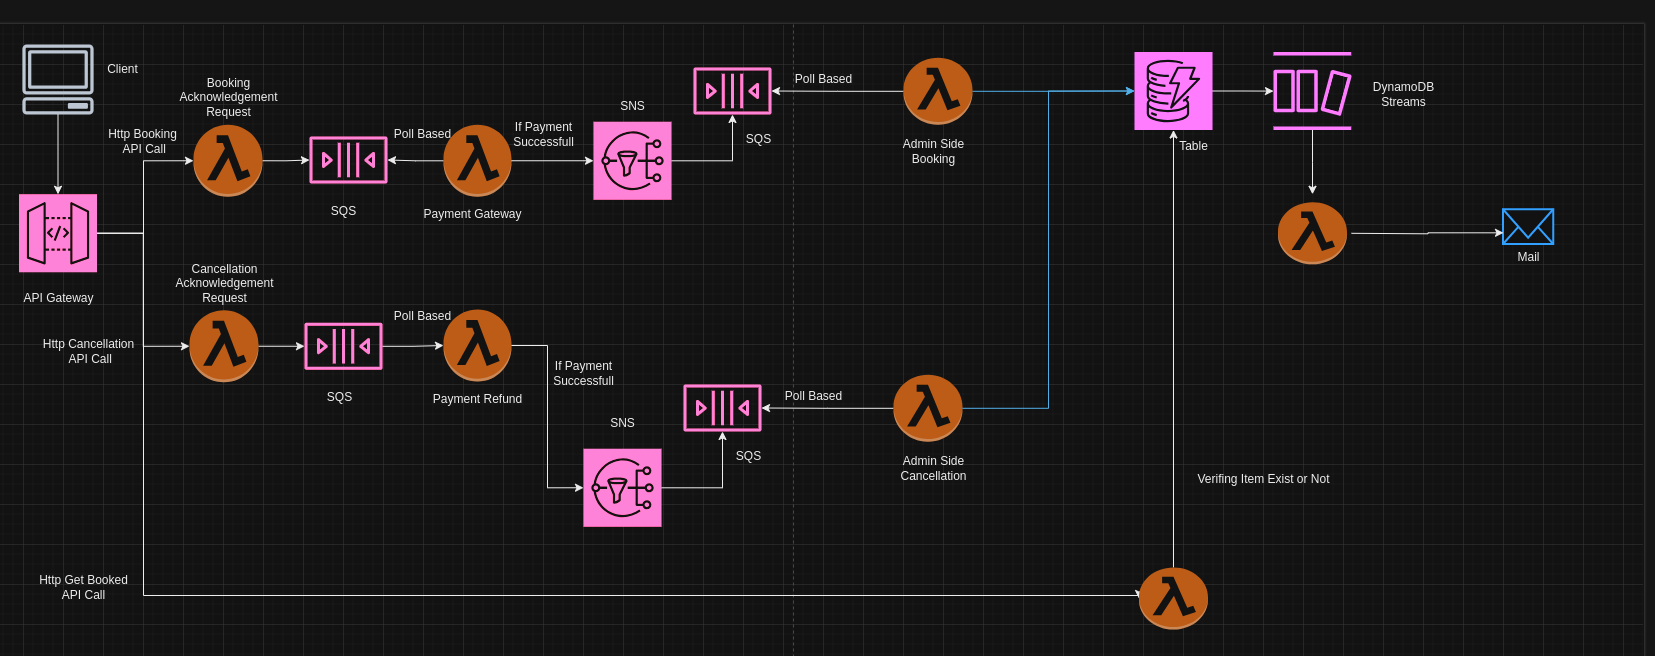 Client
Booking
Acknowledgement
Request
Http Booking
API Call
SQS
Poll Based
Payment Gateway
If Payment
Successfull
SNS
SQS
Poll Based
Admin Side
Booking
Table
DynamoDB
Streams
Mail
API Gateway
Cancellation
Acknowledgement
Request
Http Cancellation
API Call
SQS
Poll Based
Payment Refund
If Payment
Successfull
SNS
SQS
Poll Based
Admin Side
Cancellation
Verifing Item Exist or Not
Http Get Booked
API Call